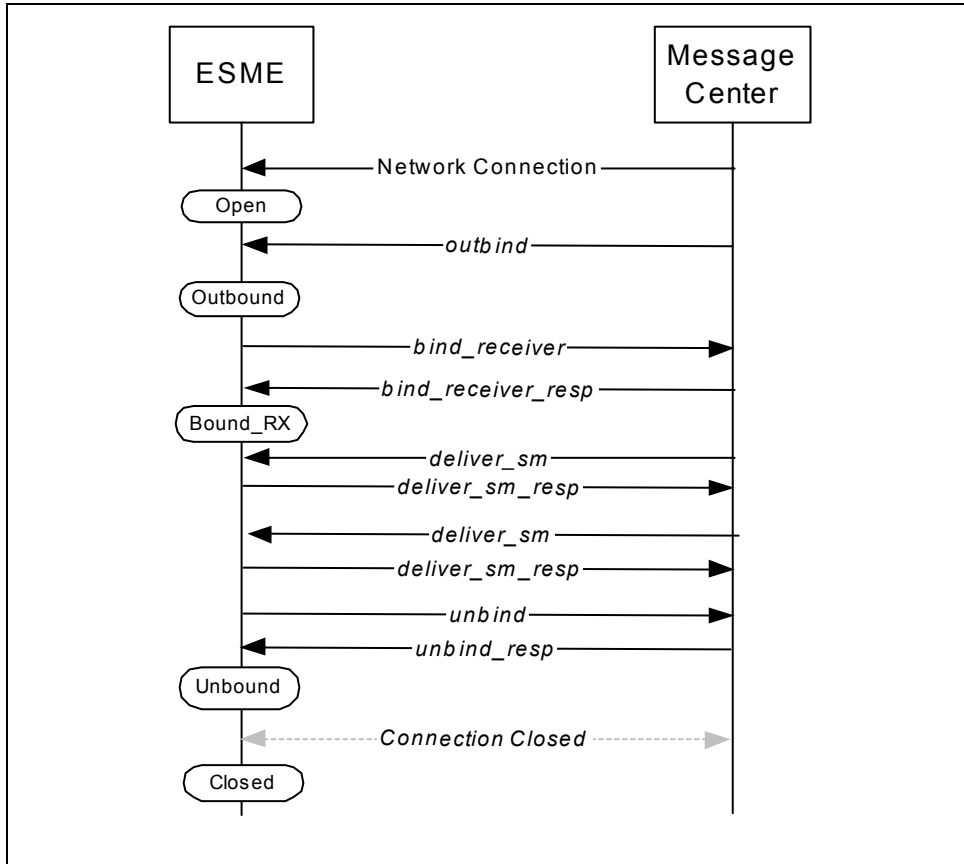 ESME
Message
Center
Network Connection
Open
outbind
Outbound
bind_receiver
bind_receiver_resp
Bound_RX
deliver_sm
deliver_sm_resp
deliver_sm
deliver_sm_resp
unbind
unbind_resp
Unbound
Connection Closed
Closed